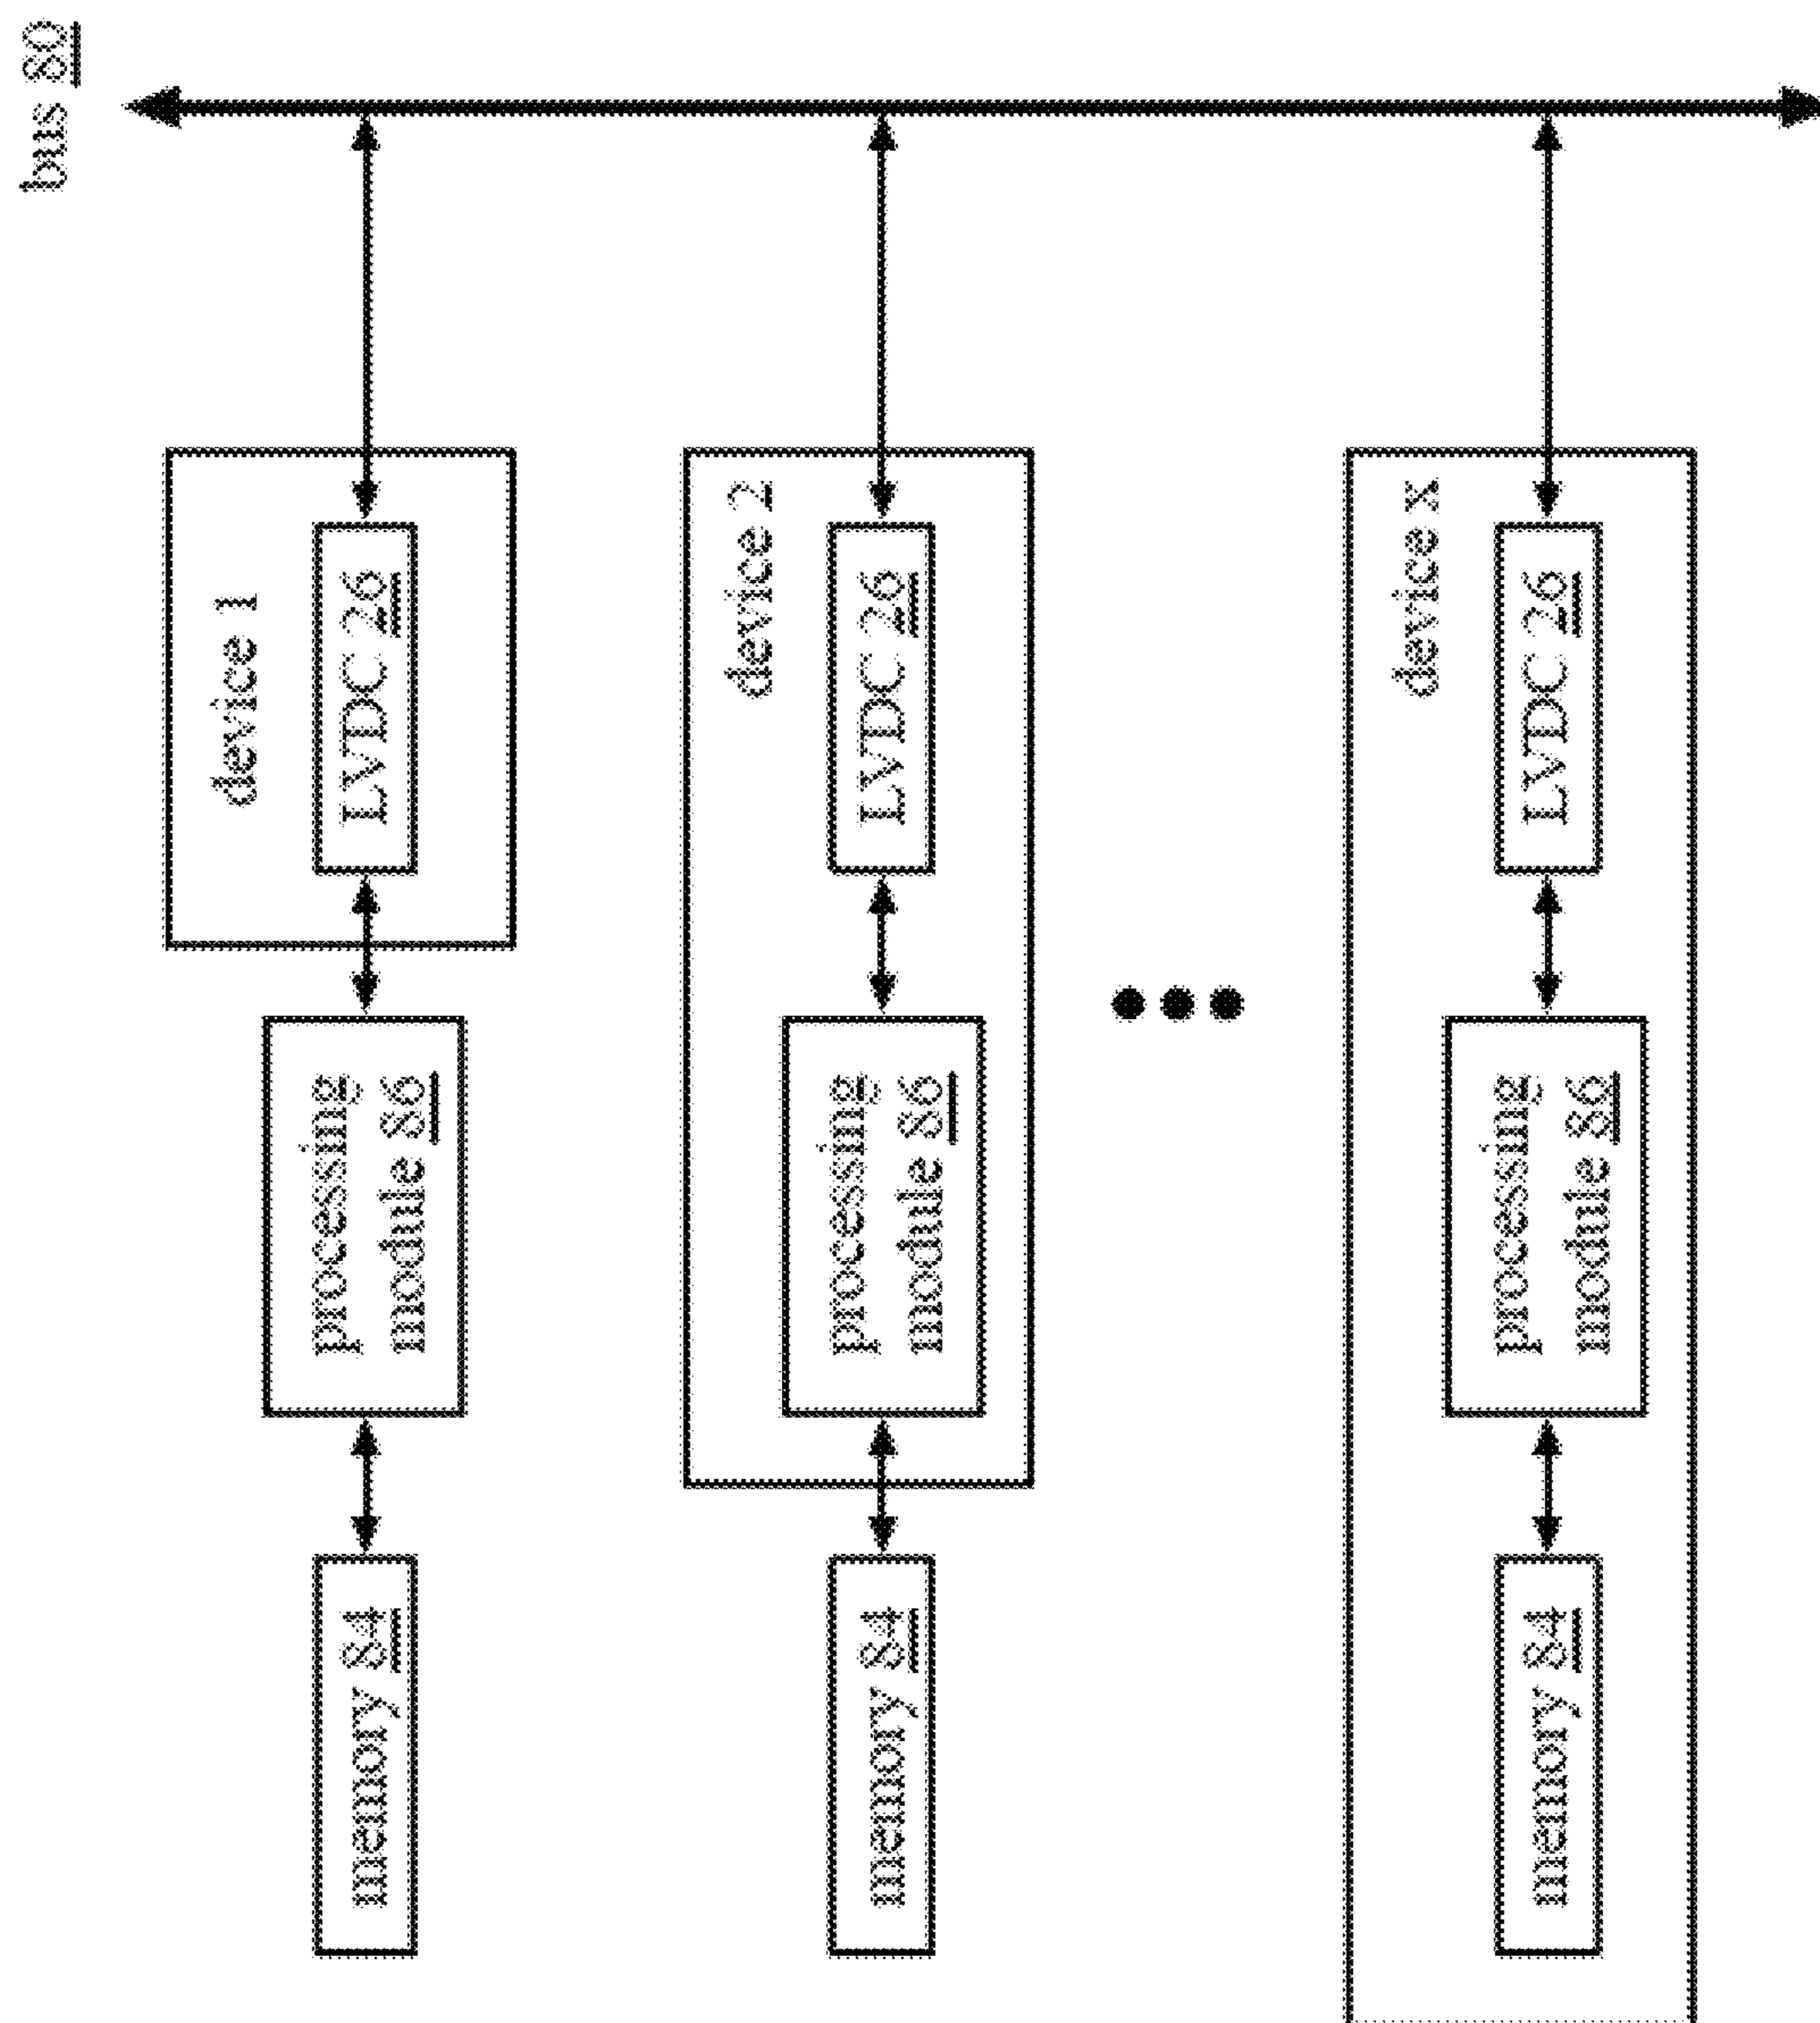 bus 80
device 1
LVDC 26
processing
module 86
memory 84
device 2
LVDC 26
processing
module 86
memory 84
device x
LVDC 26
processing
module 86
memory 84